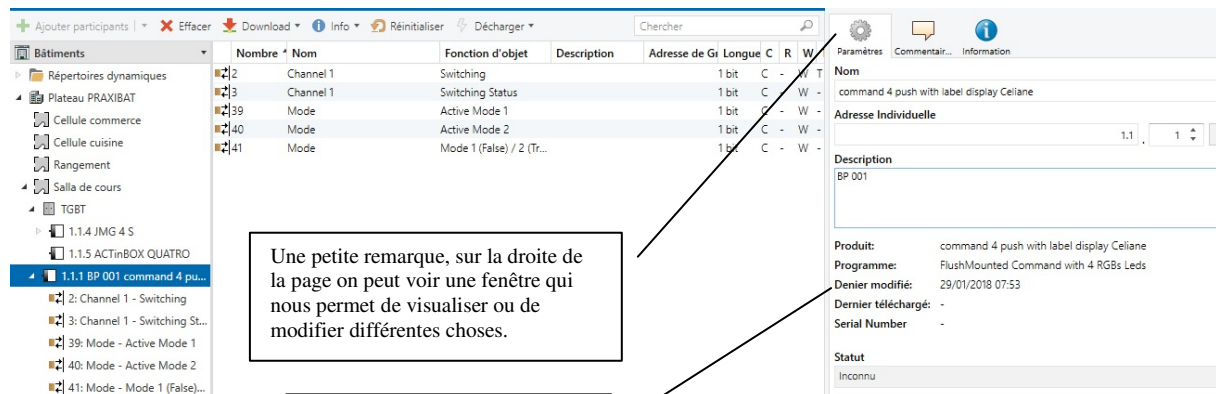 Ajouter participants Effacer Download Info Réinitialiser Décharger Chercher
Bâtiments
Répertoires dynamiques
Plateau PRAXIBAT
Cellule commerce
Cellule cuisine
Rangement
Salla de cours
TGBT
1.1.4 JMG 4 S
1.1.5 ACTinBOX QUATRO
1.1.1 BP 001 command 4 pu...
2: Channel 1 - Switching
3: Channel 1 - Switching St...
39: Mode - Active Mode 1
40: Mode - Active Mode 2
41: Mode - Mode 1 (False)...
Nombre Nom Fonction d'objet Description Adresse de Gr Longue C R W
2 Channel 1 Switching 1 bit C - W T
3 Channel 1 Switching Status 1 bit C - W -
39 Mode Active Mode 1 1 bit C - W -
40 Mode Active Mode 2 1 bit C - W -
41 Mode Mode 1 (False) / 2 (Tr... 1 bit C - W -
Une petite remarque, sur la droite de
la page on peut voir une fenêtre qui
nous permet de visualiser ou de
modifier différentes choses.
Paramètres Commentair... Information
Nom
command 4 push with label display Celiane
Adresse Individuelle
1.1 . 1
Description
BP 001
Produit: command 4 push with label display Celiane
Programme: FlushMounted Command with 4 RGBs Leds
Denier modifié: 29/01/2018 07:53
Dernier téléchargé: -
Serial Number -
Statut
Inconnu